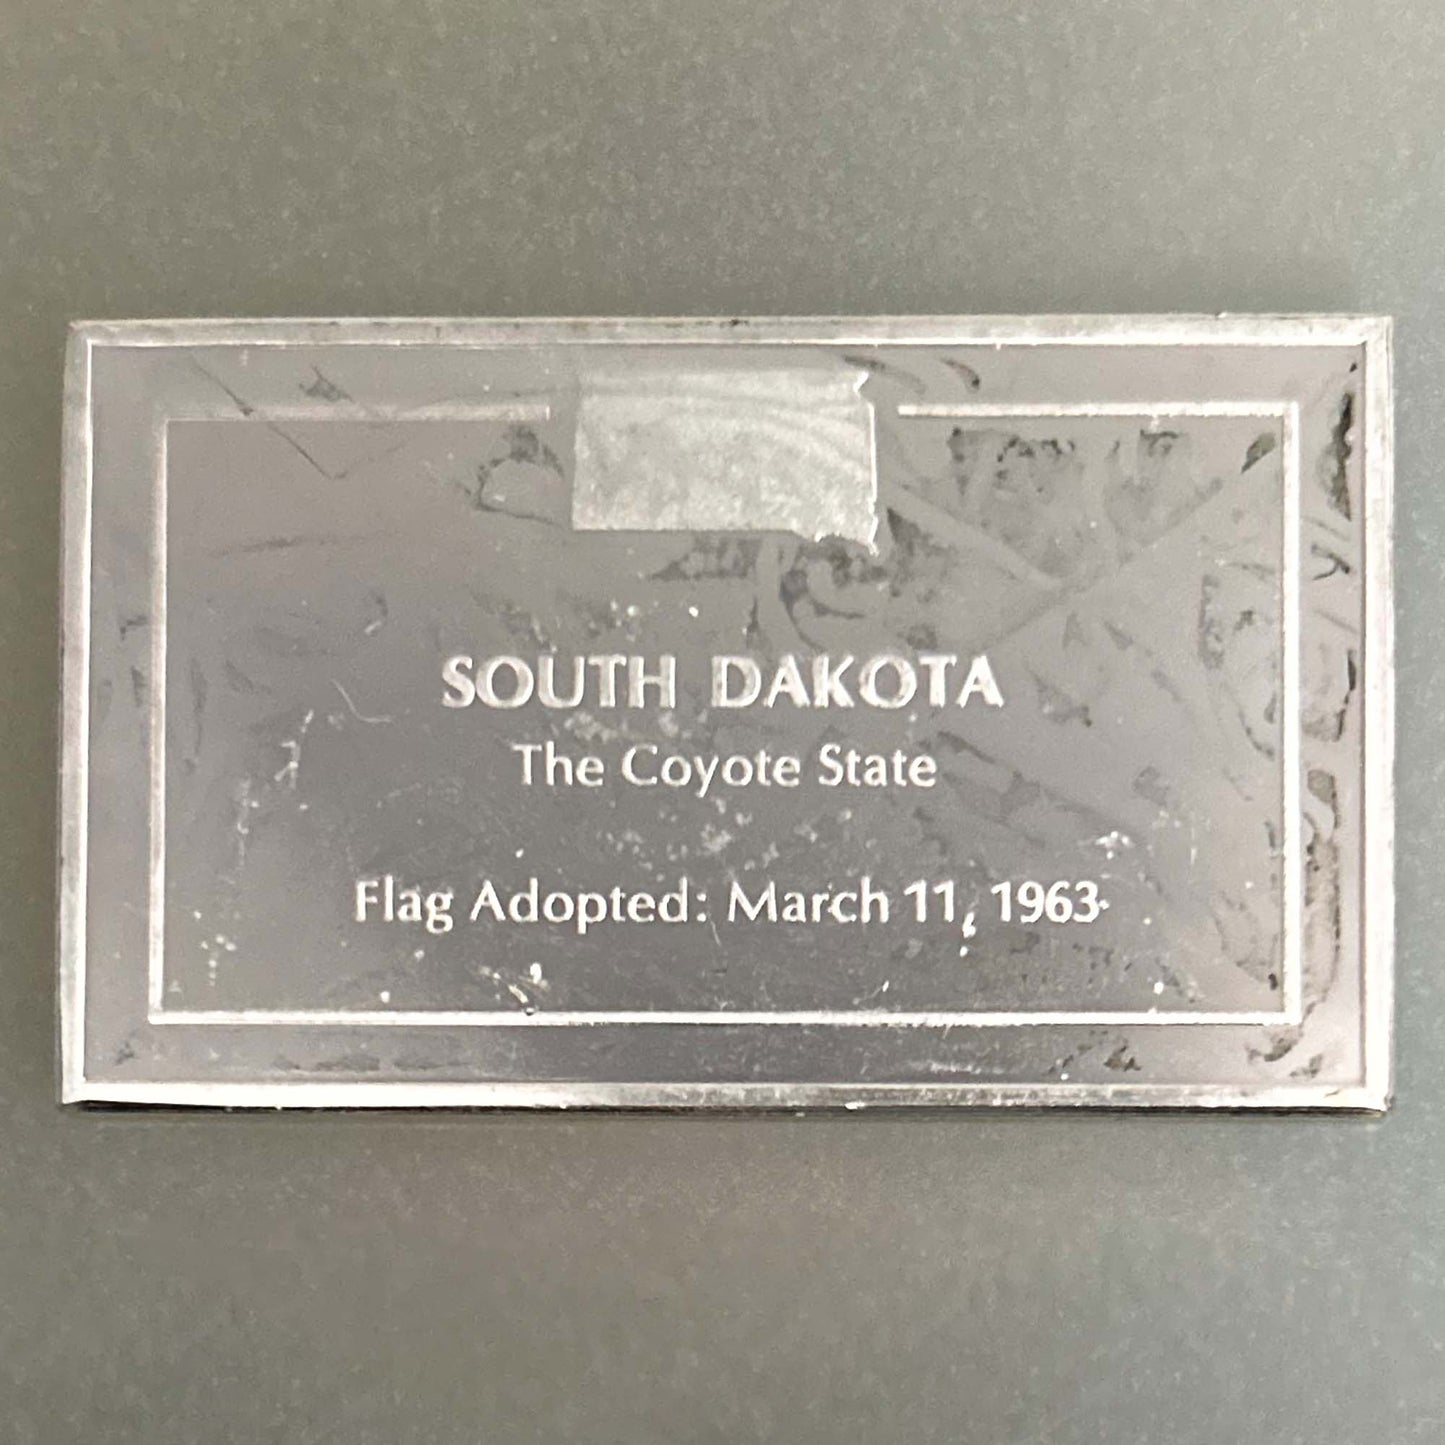 SOUTH DAKOTA
The Coyote State
Flag Adopted: March 11, 1963